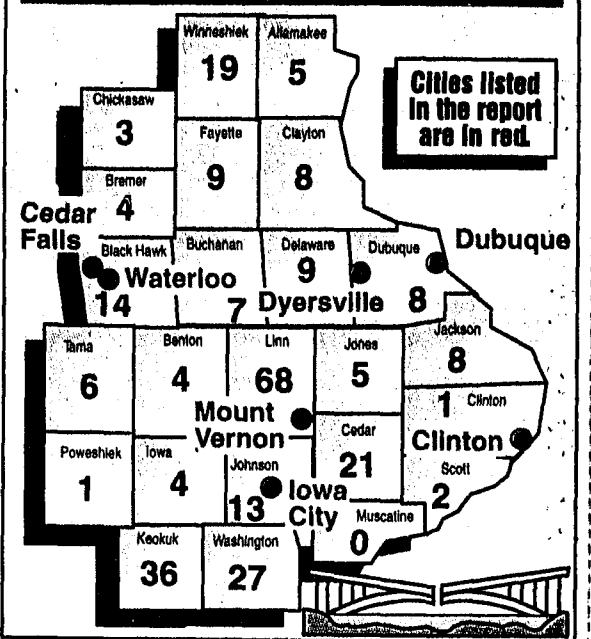 Winneshiek
19
Allamakee
5
Cities listed
in the report
are in red.
Chickasaw
3
Fayette
9
Clayton
8
Bremer
4
Cedar
Falls
Black Hawk
Waterloo
14
Buchanan
7
Delaware
9
Dyersville
Dubuque
8
Dubuque
Tama
6
Benton
4
Linn
68
Jones
5
Jackson
8
Mount
Vernon
1 Clinton
Clinton
Poweshiek
1
Iowa
4
Johnson
13
Iowa
City
Cedar
21
Scott
2
Muscatine
0
Keokuk
36
Washington
27